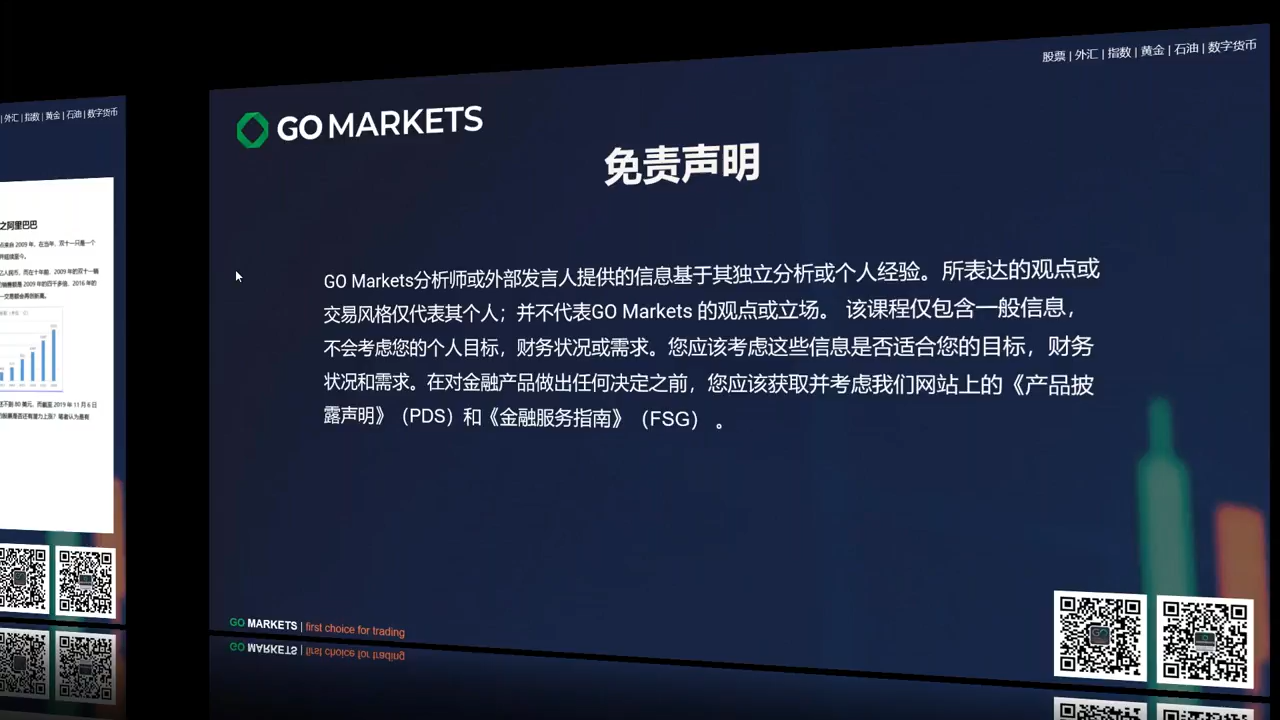 股票 | 外汇 | 指数 | 黄金 | 石油 | 数字货币
GO MARKETS
免责声明
GO Markets分析师或外部发言人提供的信息基于其独立分析或个人经验。所表达的观点或
交易风格仅代表其个人；并不代表GO Markets 的观点或立场。 该课程仅包含一般信息，
不会考虑您的个人目标，财务状况或需求。您应该考虑这些信息是否适合您的目标，财务
状况和需求。在对金融产品做出任何决定之前，您应该获取并考虑我们网站上的《产品披
露声明》（PDS）和《金融服务指南》（FSG） 。
GO MARKETS | first choice for trading
| 外汇 | 指数 | 黄金 | 石油 | 数字货币
之阿里巴巴